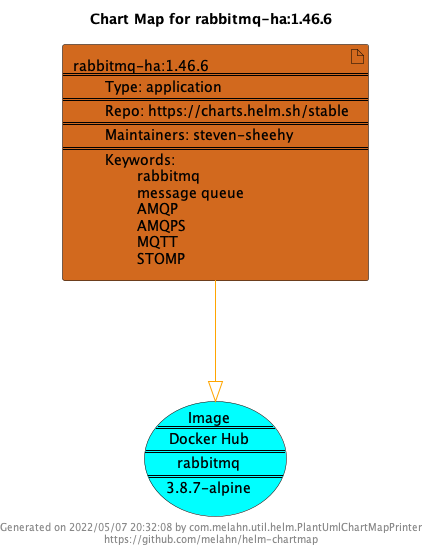 Chart Map for rabbitmq-ha:1.46.6
rabbitmq-ha:1.46.6
Type: application
Repo: https://charts.helm.sh/stable
Maintainers: steven-sheehy
Keywords:
rabbitmq
message queue
AMQP
AMQPS
MQTT
STOMP
Image
Docker Hub
rabbitmq
3.8.7-alpine
Generated on 2022/05/07 20:32:08 by com.melahn.util.helm.PlantUmlChartMapPrinter
https://github.com/melahn/helm-chartmap